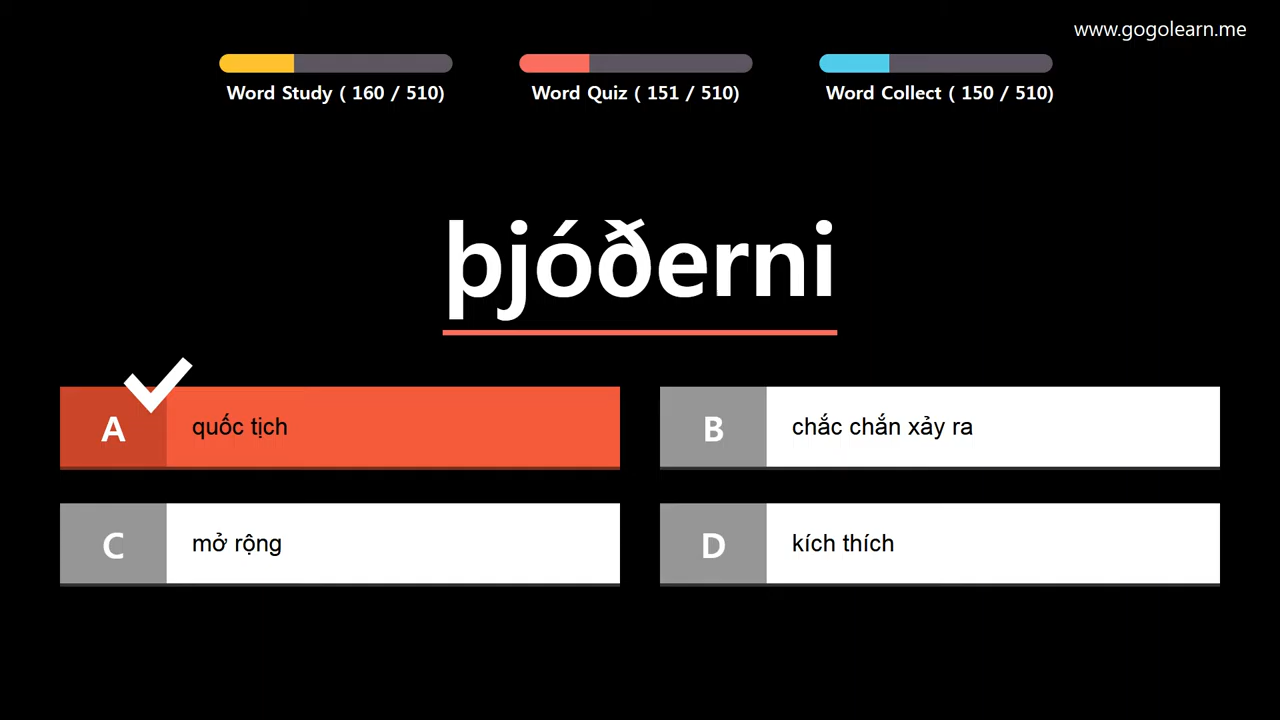 www.gogolearn.me
Word Study ( 160 / 510)
Word Quiz ( 151 / 510)
Word Collect ( 150 / 510)
þjóðerni
A quốc tịch
B chắc chắn xảy ra
C mở rộng
D kích thích